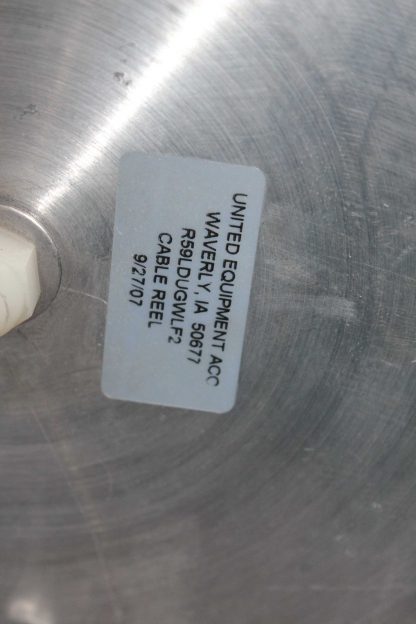 UNITED EQUIPMENT ACC
WAVERLY, IA 50677
R59LDUGWLF2
CABLE REEL
9/27/07